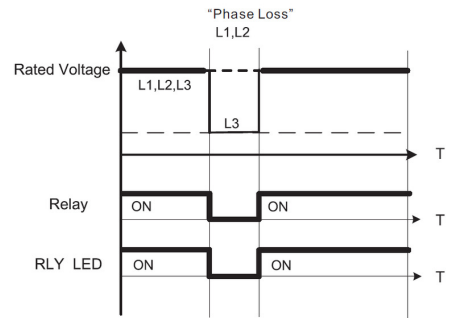 "Phase Loss"
L1,L2
Rated Voltage
L1,L2,L3
L3
T
Relay
ON
ON
T
RLY LED
ON
ON
T